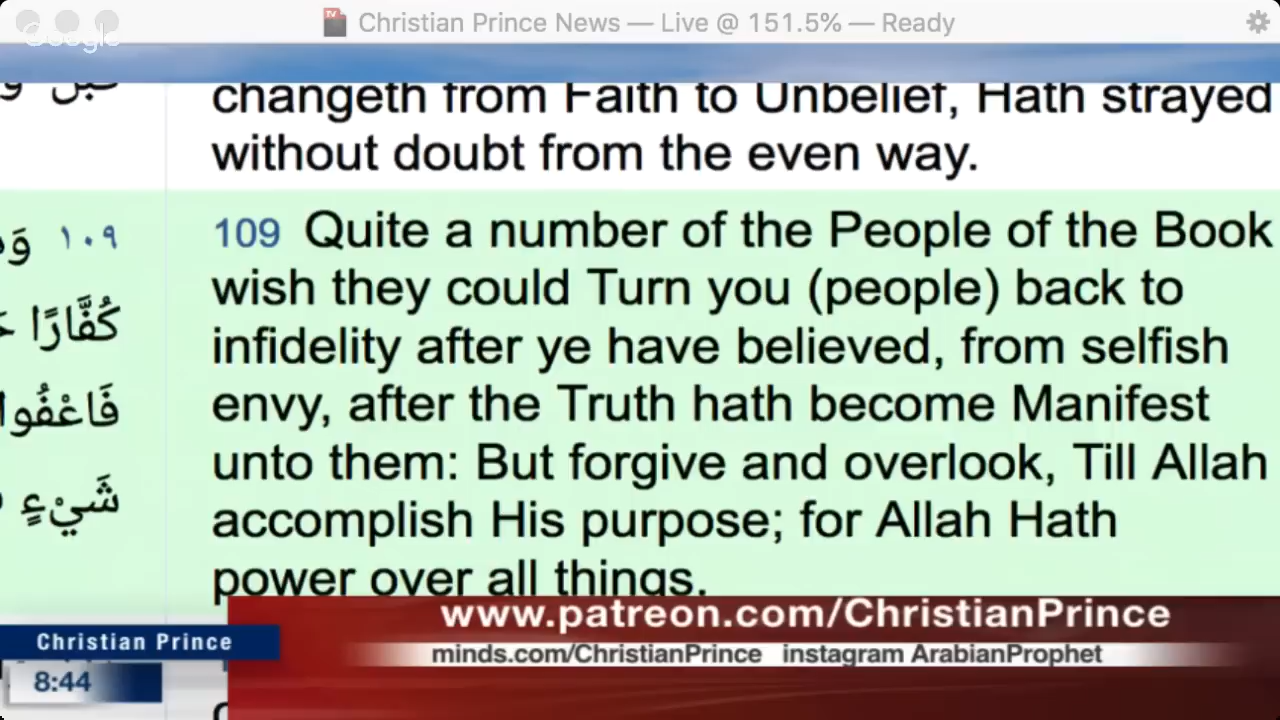 Christian Prince News — Live @ 151.5% — Ready
Google
changeth from Faith to Unbelief, Hath strayed
without doubt from the even way.
109 Quite a number of the People of the Book
١٠٩
wish they could Turn you (people) back to
كُفَّارًا
infidelity after ye have believed, from selfish
envy, after the Truth hath become Manifest
فَاعْفُوا
unto them: But forgive and overlook, Till Allah
accomplish His purpose; for Allah Hath
شَيْءٍ
power over all things.
www.patreon.com/ChristianPrince
Christian Prince
minds.com/ChristianPrince instagram ArabianProphet
8:44